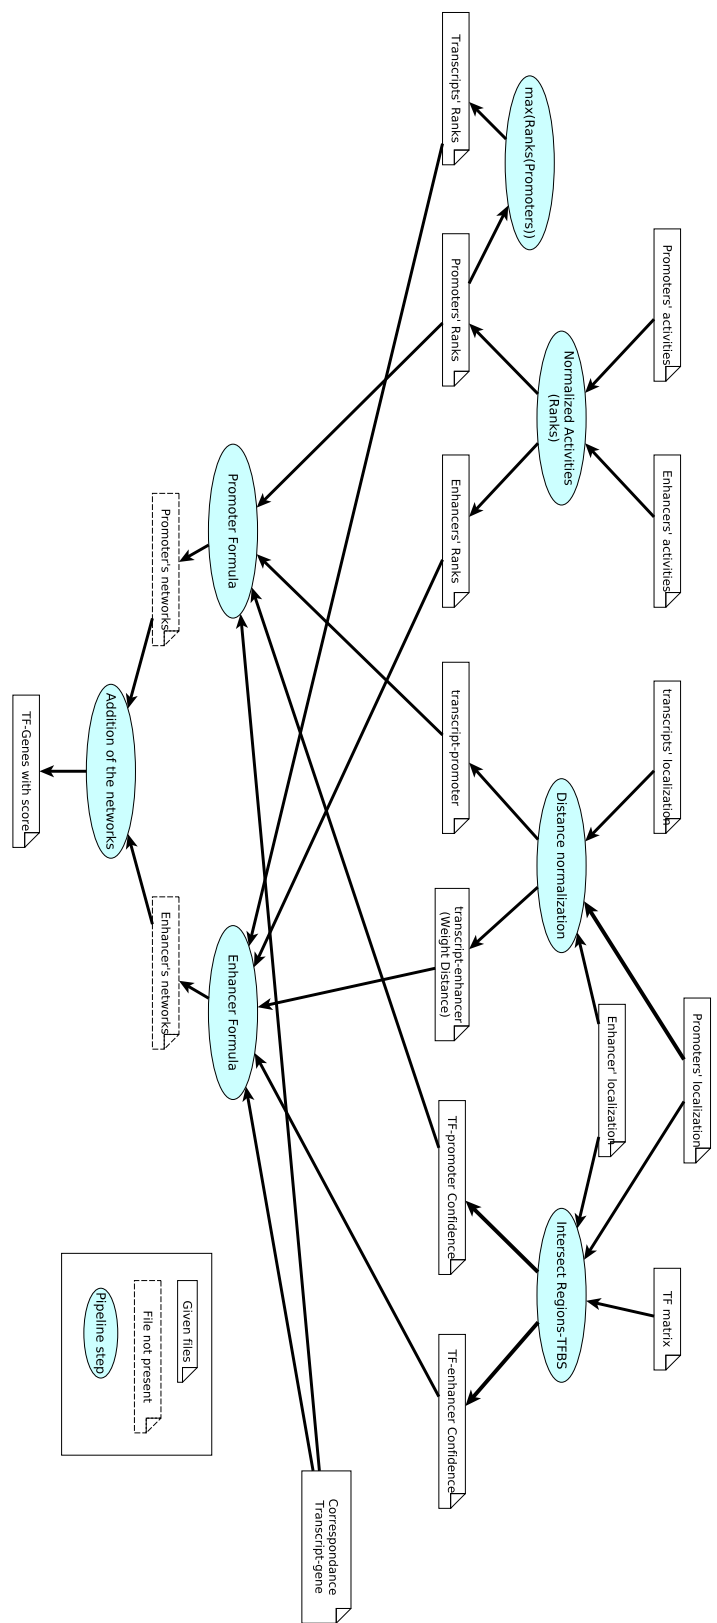 Promoters' activities
Enhancers' activities
transcripts' localization
Promoters' localization
Enhancer' localization
TF matrix
max(Ranks(Promoters))
Normalized Activities
(Ranks)
Distance normalization
Intersect Regions-TFBS
Transcripts' Ranks
Promoters' Ranks
Enhancers' Ranks
transcript-promoter
transcript-enhancer
(Weight Distance)
TF-promoter Confidence
TF-enhancer Confidence
Correspondance
Transcript-gene
Promoter Formula
Enhancer Formula
Promoter's networks
Enhancer's networks
Addition of the networks
TF-Genes with score
Given files
File not present
Pipeline step